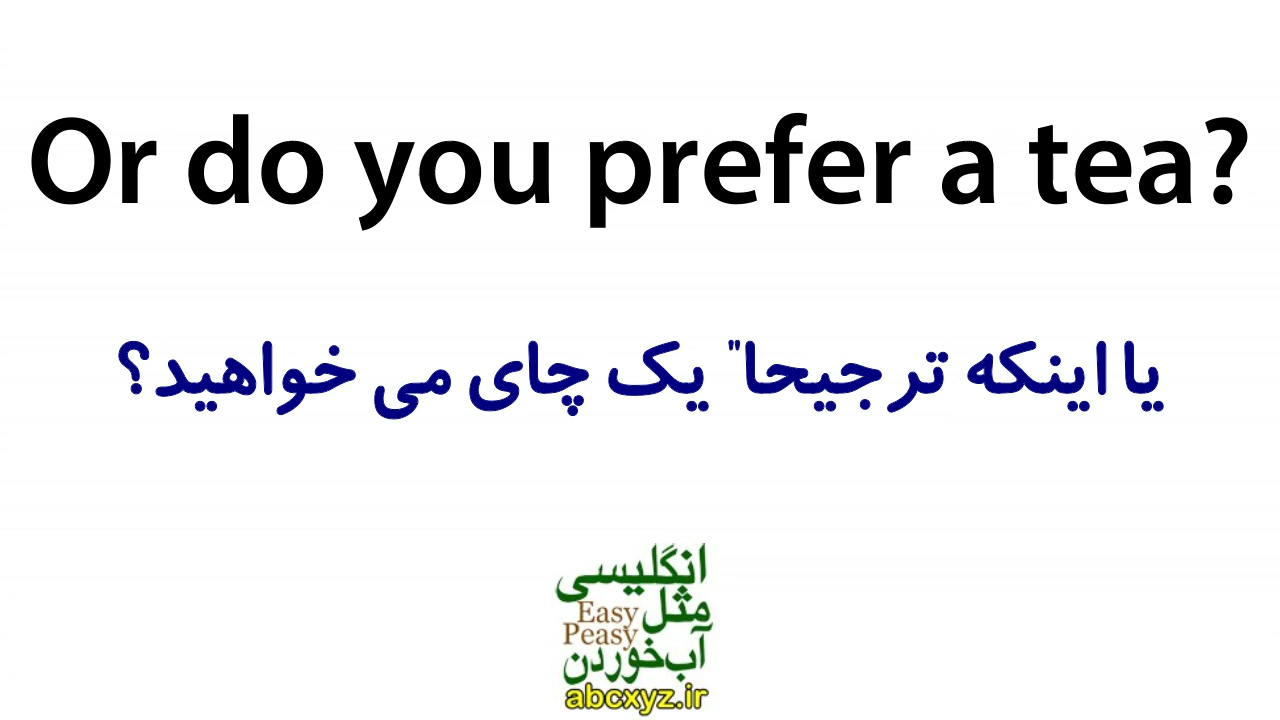 Or do you prefer a tea?
یا اینکه ترجیحا" یک چای می خواهید؟
انگلیسی
مثل Easy
Peasy
آب خوردن
abcxyz.ir